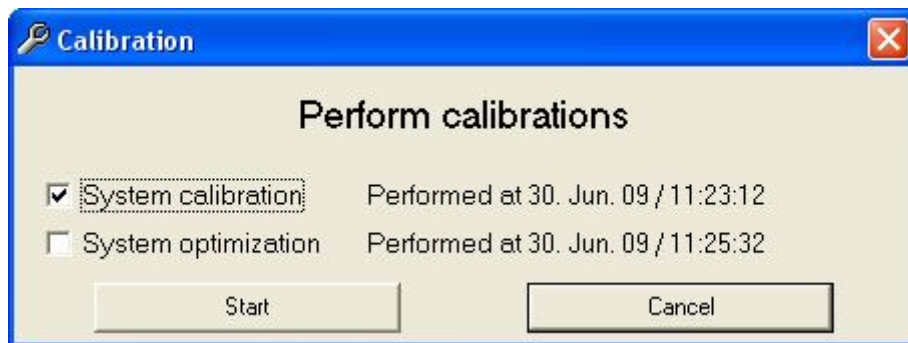 Calibration
Perform calibrations
System calibration Performed at 30. Jun. 09 / 11:23:12
System optimization Performed at 30. Jun. 09 / 11:25:32
Start Cancel